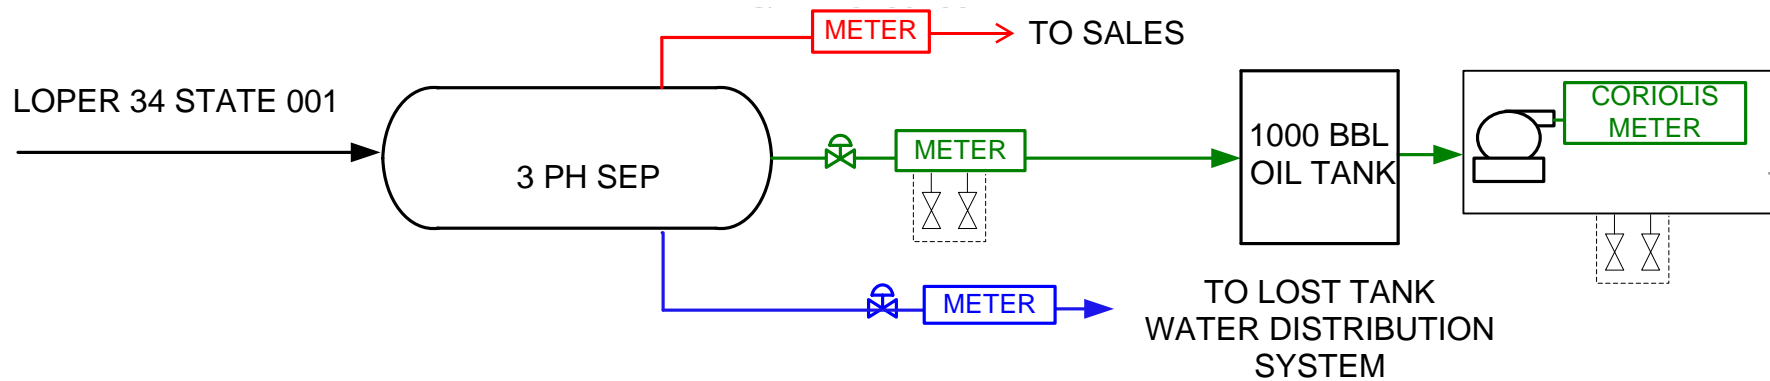 METER
TO SALES
LOPER 34 STATE 001
3 PH SEP
METER
1000 BBL
OIL TANK
CORIOLIS
METER
METER
TO LOST TANK
WATER DISTRIBUTION
SYSTEM